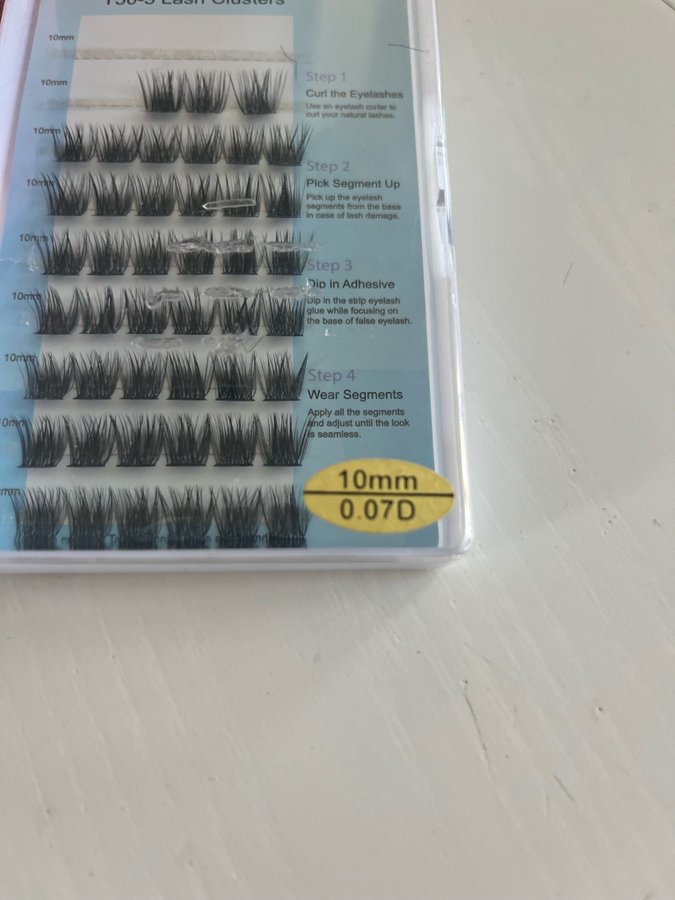 Lash Clusters
10mm
10mm
Step 1
Curl the Eyelashes
Use an eyelash curler to
curl your natural lashes.
10mm
Step 2
Pick Segment Up
10mm
Pick up the eyelash
segments from the base
in case of lash damage.
10mm
Step 3
Dip in Adhesive
10mm
Dip in the strip eyelash
glue while focusing on
the base of false eyelash.
10mm
Step 4
Wear Segments
Apply all the segments
and adjust until the look
is seamless.
0mm
mm
10mm
0.07D